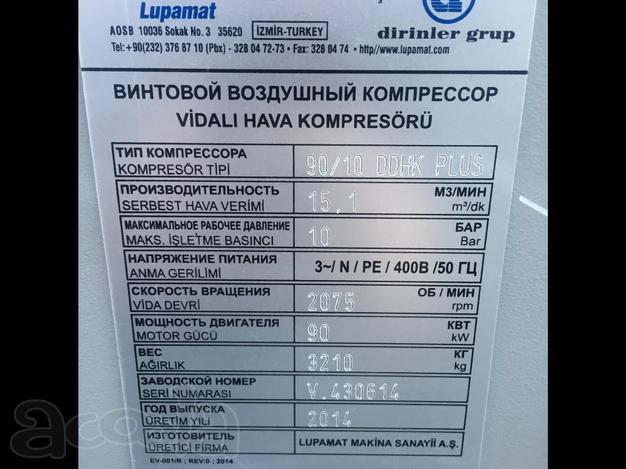 Lupamat
AOSB 10036 Sokak No. 3 35620 İZMİR-TURKEY
Tel:+90(232) 376 87 10 (Pbx) - 328 04 72-73 • Fax: 328 04 74 • http//www.lupamat.com
dirinler grup
ВИНТОВОЙ ВОЗДУШНЫЙ КОМПРЕССОР
VİDALI HAVA KOMPRESÖRÜ
ТИП КОМПРЕССОРА
KOMPRESÖR TİPİ
90/10 DDHK PLUS
ПРОИЗВОДИТЕЛЬНОСТЬ
SERBEST HAVA VERİMİ
15.1
М3/МИН
m³/dk
МАКСИМАЛЬНОЕ РАБОЧЕЕ ДАВЛЕНИЕ
MAKS. İŞLETME BASINCI
10
БАР
Bar
НАПРЯЖЕНИЕ ПИТАНИЯ
ANMA GERİLİMİ
3~/ N / PE / 400В /50 ГЦ
СКОРОСТЬ ВРАЩЕНИЯ
VİDA DEVRİ
2075
ОБ / МИН
rpm
МОЩНОСТЬ ДВИГАТЕЛЯ
MOTOR GÜCÜ
90
КВТ
kW
ВЕС
AĞIRLIK
3210
КГ
kg
ЗАВОДСКОЙ НОМЕР
SERİ NUMARASI
V.430614
ГОД ВЫПУСКА
ÜRETİM YILI
2014
ИЗГОТОВИТЕЛЬ
ÜRETİCİ FİRMA
LUPAMAT MAKİNA SANAYİİ A.Ş.
EV-001/R ; REV:0 ; 2014